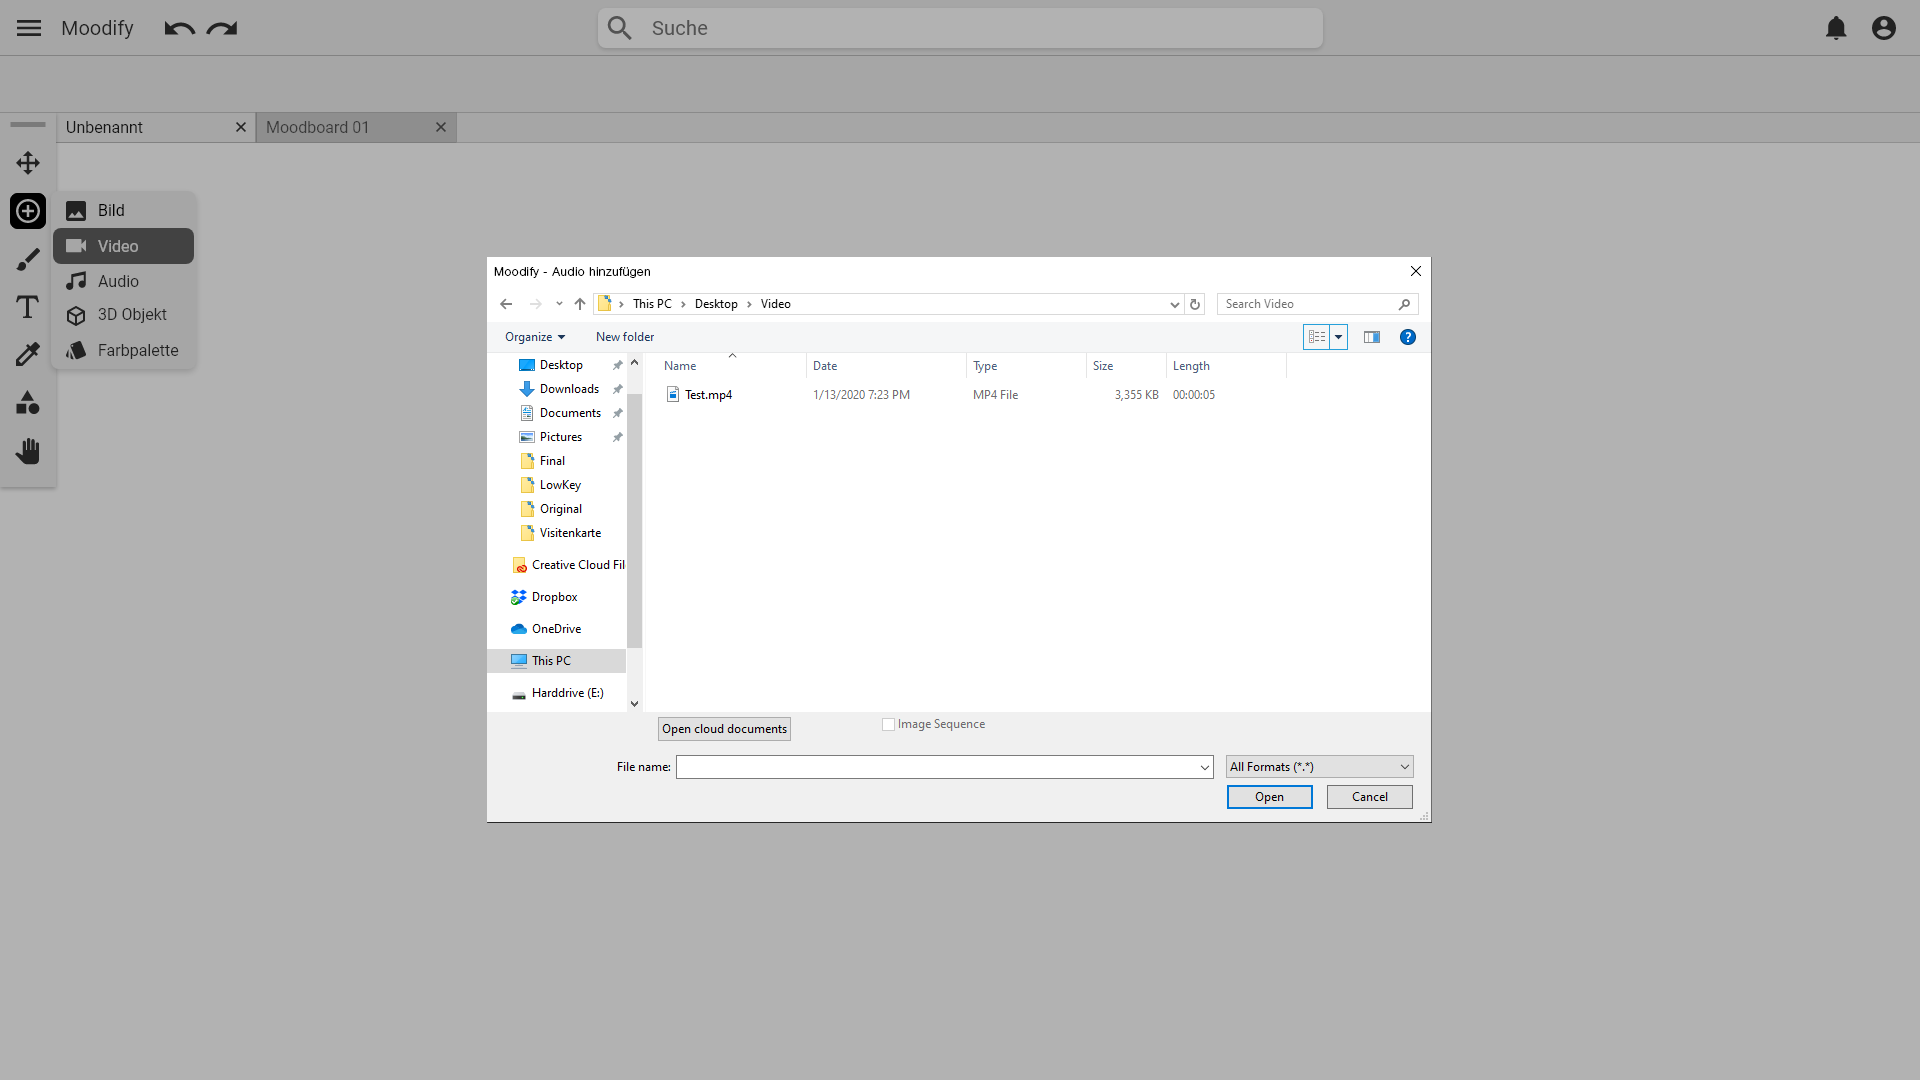 Moodify
Suche
Unbenannt
Moodboard 01
Bild
Video
Audio
3D Objekt
Farbpalette
Moodify - Audio hinzufügen
This PC > Desktop > Video
Search Video
Organize
New folder
Desktop
Downloads
Documents
Pictures
Final
LowKey
Original
Visitenkarte
Creative Cloud Fil
Dropbox
OneDrive
This PC
Harddrive (E:)
Name Date Type Size Length
Test.mp4 1/13/2020 7:23 PM MP4 File 3,355 KB 00:00:05
Open cloud documents
Image Sequence
File name:
All Formats (*.*)
Open
Cancel